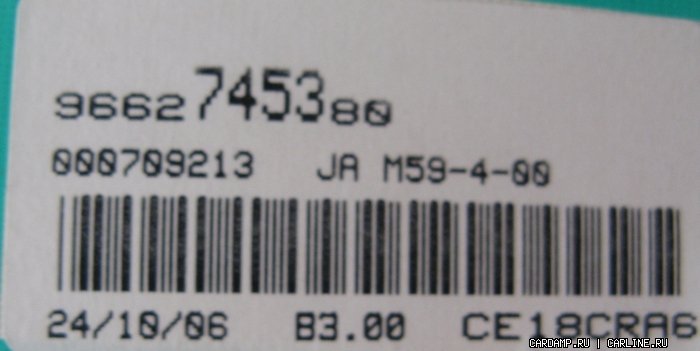 9662745380
000709213 JA M59-4-00
24/10/06 B3.00 CE18CRA6
CARDAMP.RU | CARLINE.RU